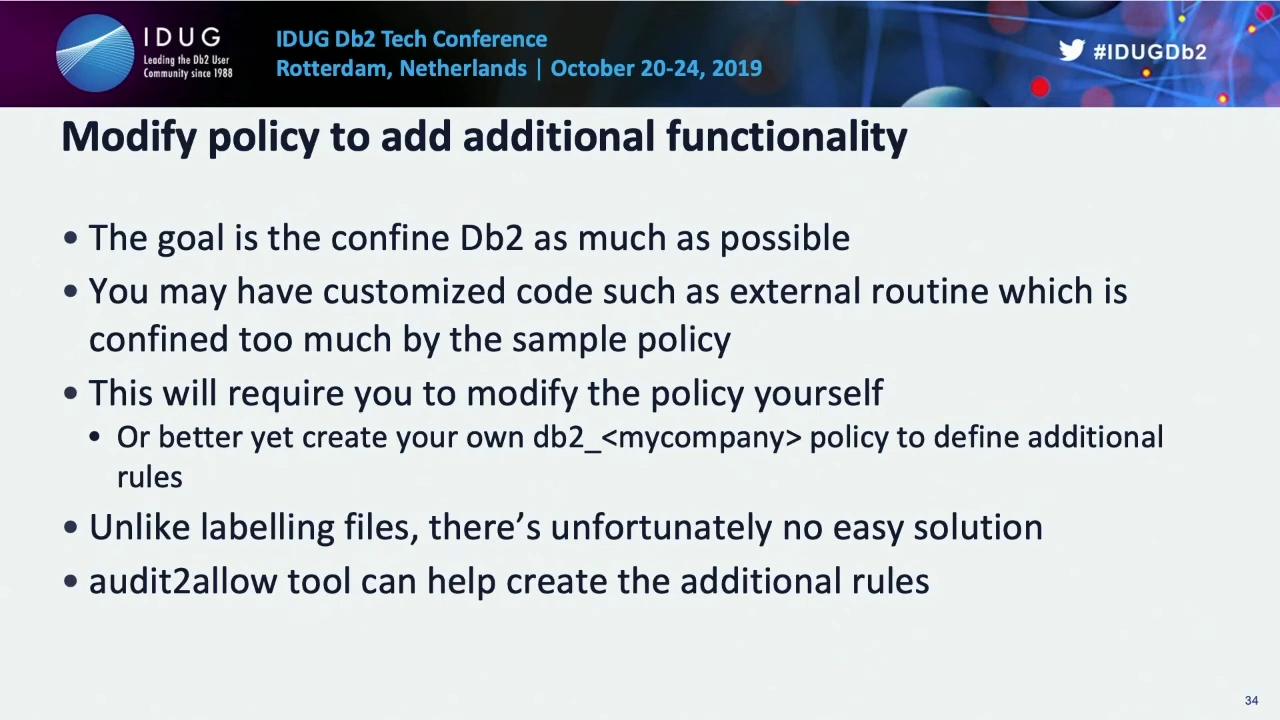 IDUG
Leading the Db2 User
Community since 1988
IDUG Db2 Tech Conference
Rotterdam, Netherlands | October 20-24, 2019
#IDUGDb2
Modify policy to add additional functionality
• The goal is the confine Db2 as much as possible
• You may have customized code such as external routine which is
confined too much by the sample policy
• This will require you to modify the policy yourself
• Or better yet create your own db2_<mycompany> policy to define additional
rules
• Unlike labelling files, there’s unfortunately no easy solution
• audit2allow tool can help create the additional rules
34